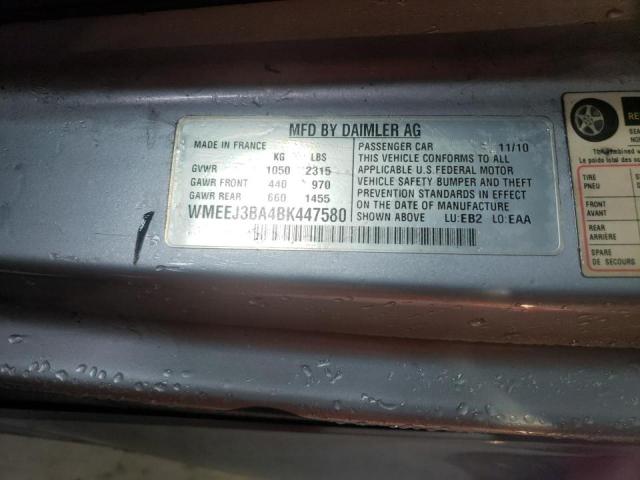 MFD BY DAIMLER AG
MADE IN FRANCE
KG LBS
GVWR 1050 2315
GAWR FRONT 440 970
GAWR REAR 660 1455
WMEEJ3BA4BK447580
PASSENGER CAR 11/10
THIS VEHICLE CONFORMS TO ALL
APPLICABLE U.S.FEDERAL MOTOR
VEHICLE SAFETY BUMPER AND THEFT
PREVENTION STANDARDS IN EFFECT
ON THE DATE OF MANUFACTURE
SHOWN ABOVE LU:EB2 LO:EAA
TIRE
PNEU
FRONT
AVANT
REAR
ARRIÈRE
SPARE
DE SECOURS